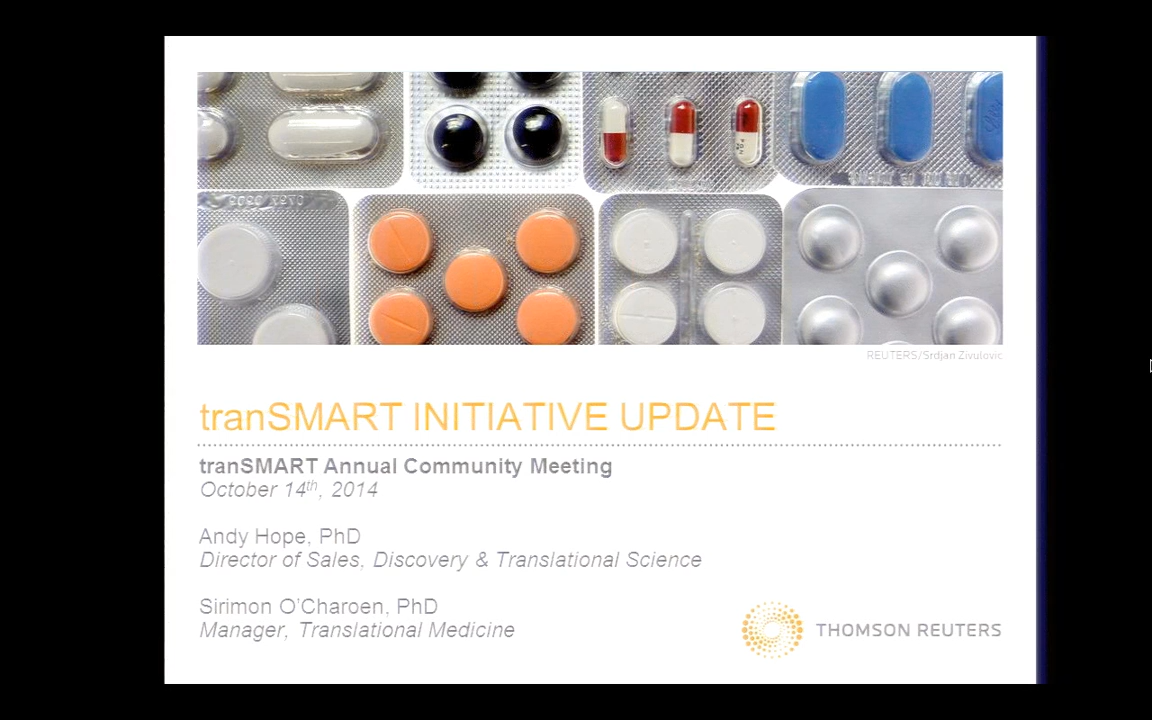 REUTERS/Srdjan Zivulovic
tranSMART INITIATIVE UPDATE
tranSMART Annual Community Meeting
October 14th, 2014
Andy Hope, PhD
Director of Sales, Discovery & Translational Science
Sirimon O'Charoen, PhD
Manager, Translational Medicine
THOMSON REUTERS